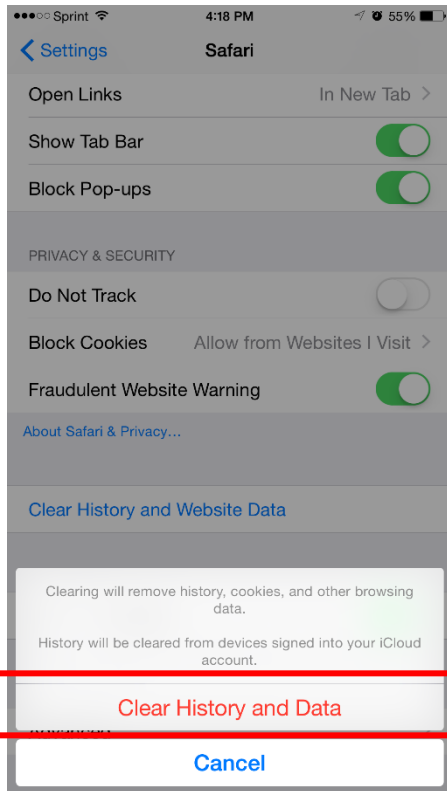 Sprint 4:18 PM 55%
Settings Safari
Open Links In New Tab >
Show Tab Bar
Block Pop-ups
PRIVACY & SECURITY
Do Not Track
Block Cookies Allow from Websites I Visit >
Fraudulent Website Warning
About Safari & Privacy...
Clear History and Website Data
Clearing will remove history, cookies, and other browsing
data.
History will be cleared from devices signed into your iCloud
account.
Clear History and Data
Cancel